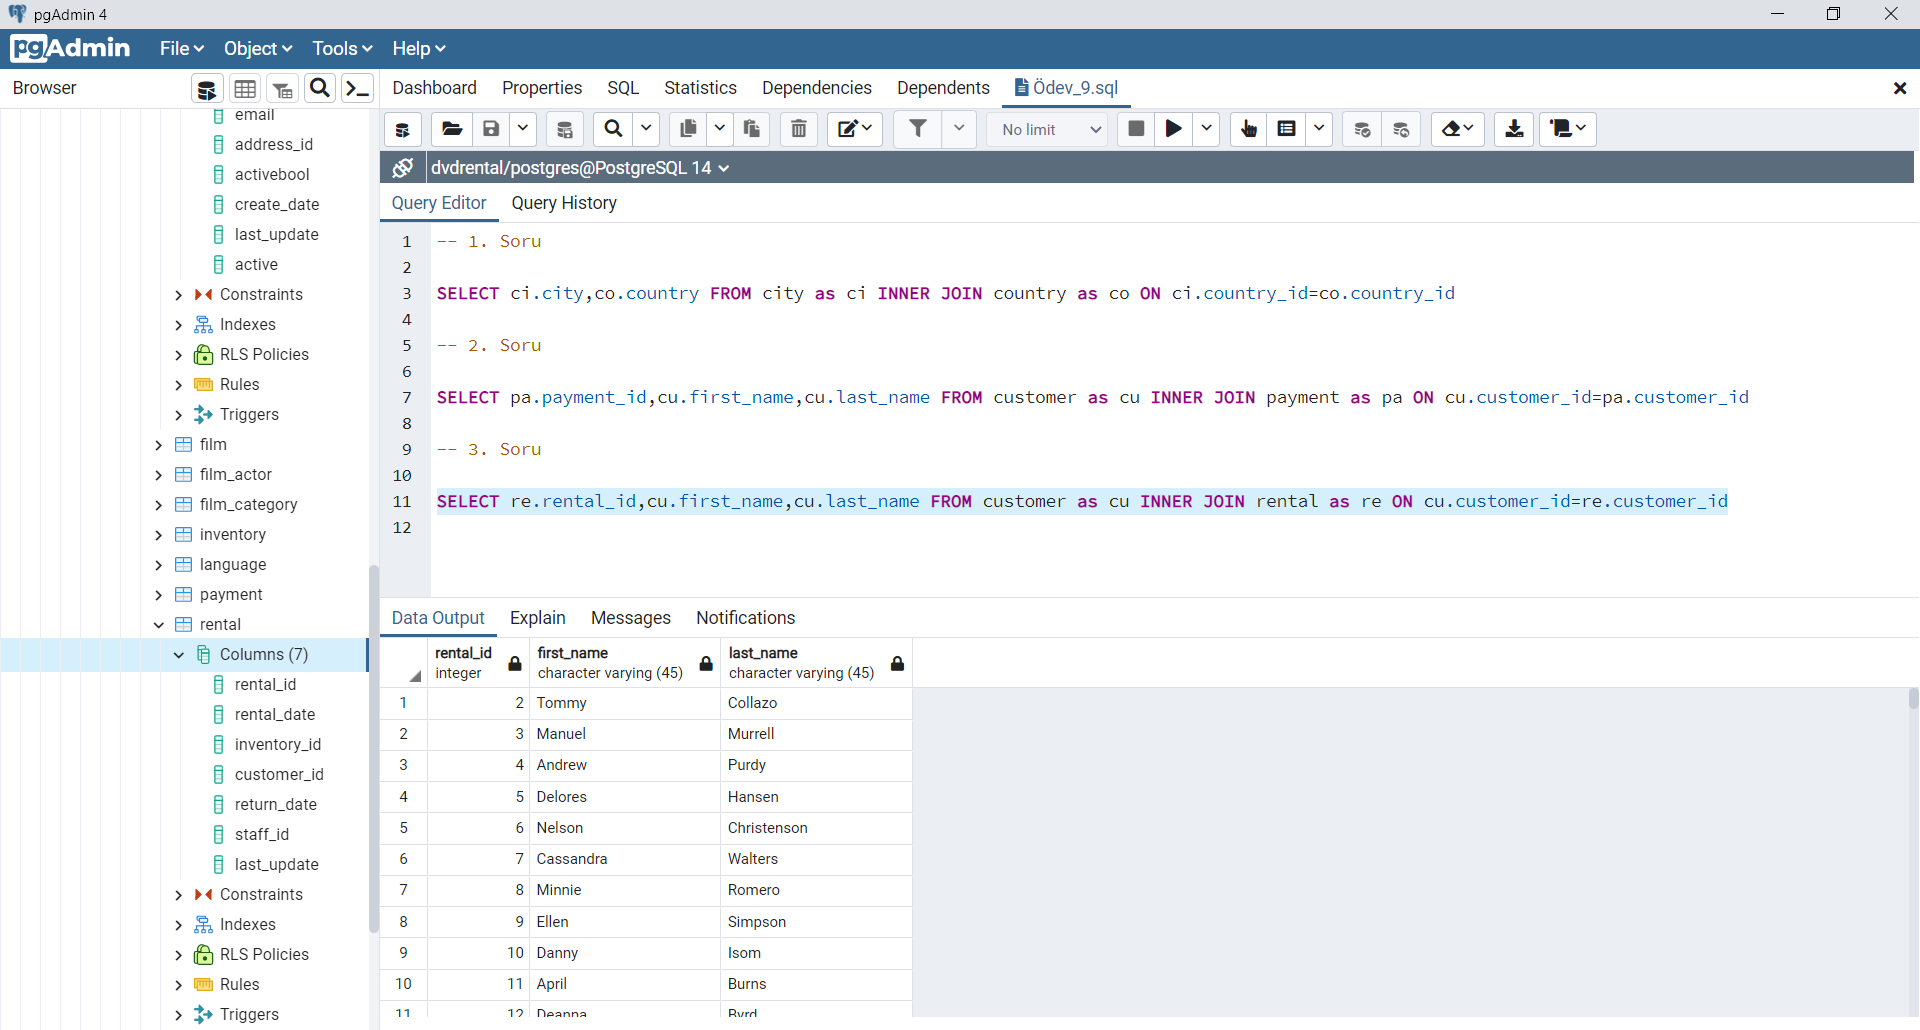 pgAdmin 4
pgAdmin File Object Tools Help
Browser
Dashboard Properties SQL Statistics Dependencies Dependents Ödev_9.sql
No limit
dvdrental/postgres@PostgreSQL 14
Query Editor Query History
email
address_id
activebool
create_date
last_update
active
Constraints
Indexes
RLS Policies
Rules
Triggers
film
film_actor
film_category
inventory
language
payment
rental
Columns (7)
rental_id
rental_date
inventory_id
customer_id
return_date
staff_id
last_update
Constraints
Indexes
RLS Policies
Rules
Triggers
1 -- 1. Soru
2
3 SELECT ci.city,co.country FROM city as ci INNER JOIN country as co ON ci.country_id=co.country_id
4
5 -- 2. Soru
6
7 SELECT pa.payment_id,cu.first_name,cu.last_name FROM customer as cu INNER JOIN payment as pa ON cu.customer_id=pa.customer_id
8
9 -- 3. Soru
10
11 SELECT re.rental_id,cu.first_name,cu.last_name FROM customer as cu INNER JOIN rental as re ON cu.customer_id=re.customer_id
12
Data Output Explain Messages Notifications
rental_id first_name last_name
integer character varying (45) character varying (45)
1 2 Tommy Collazo
2 3 Manuel Murrell
3 4 Andrew Purdy
4 5 Delores Hansen
5 6 Nelson Christenson
6 7 Cassandra Walters
7 8 Minnie Romero
8 9 Ellen Simpson
9 10 Danny Isom
10 11 April Burns
11 12 Deanna Byrd